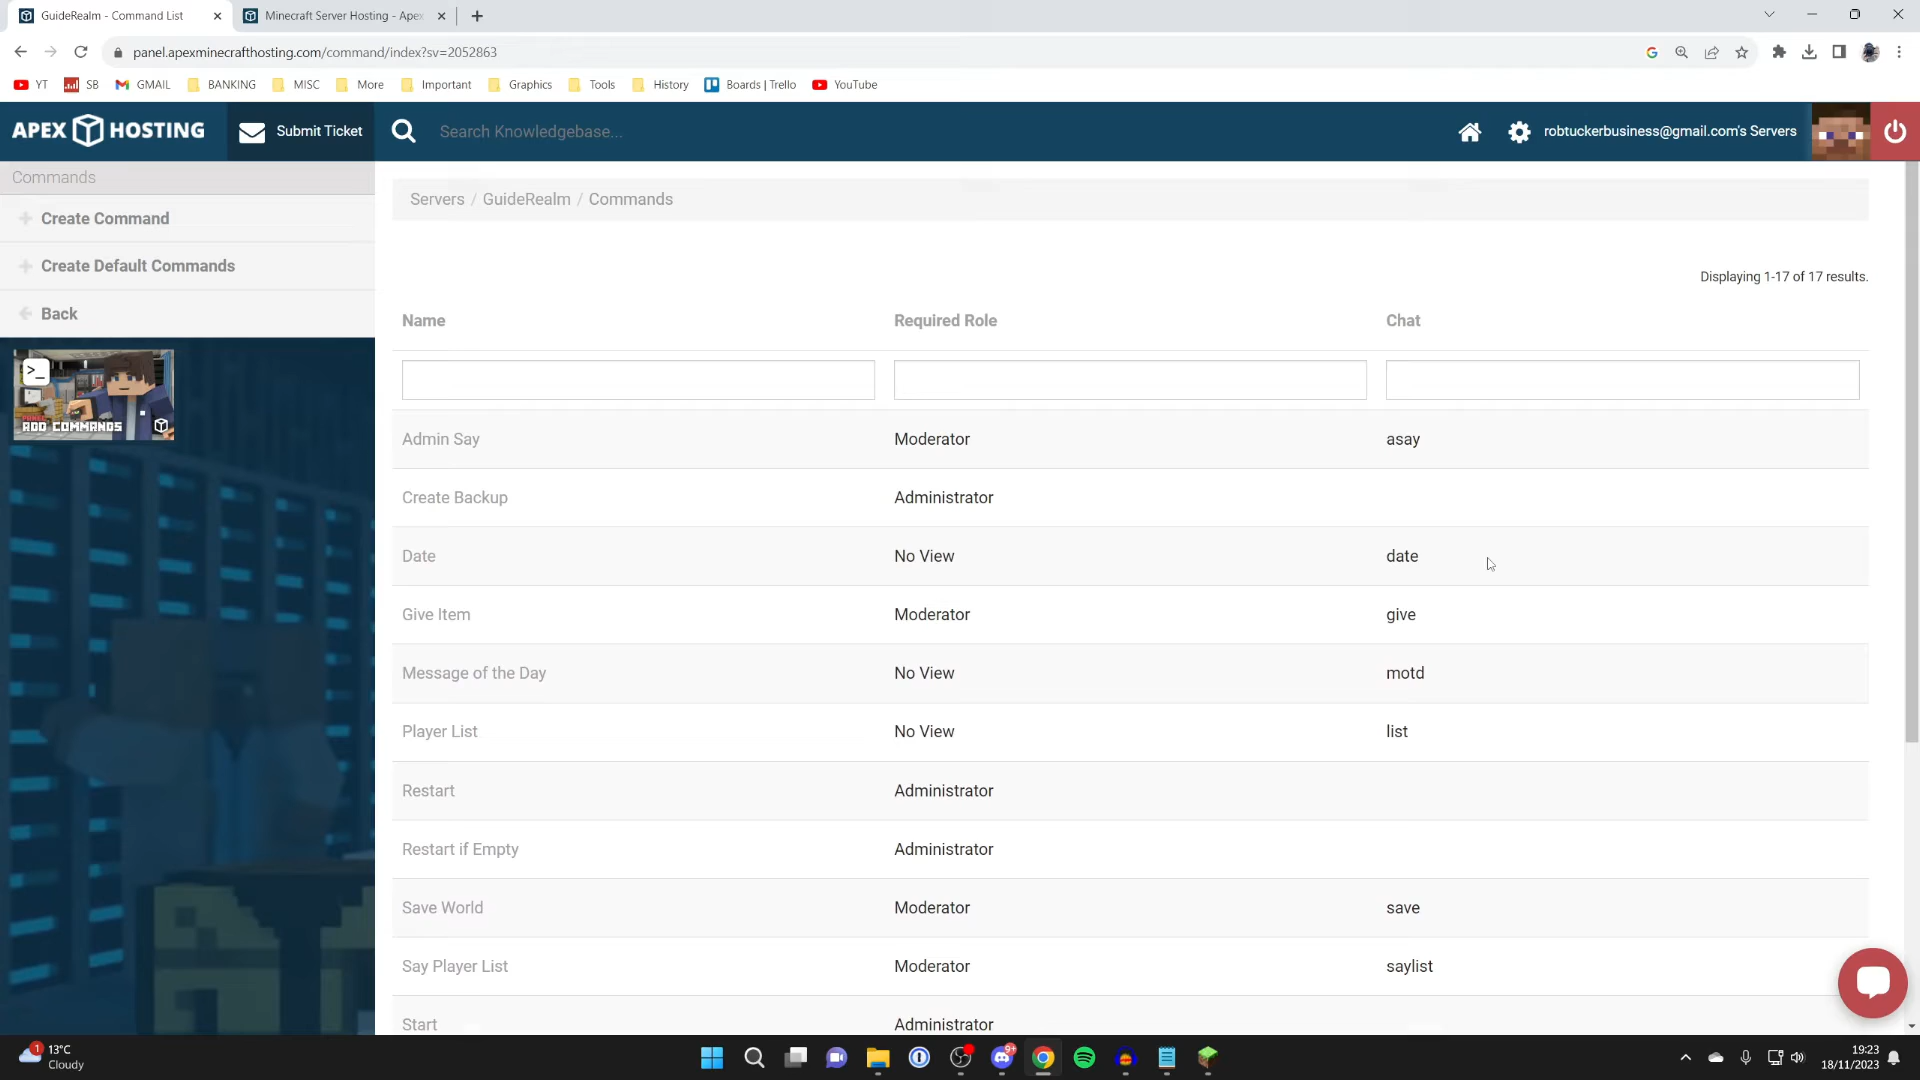 GuideRealm - Command List
Minecraft Server Hosting - Apex
panel.apexminecrafthosting.com/command/index?sv=2052863
YT
SB
GMAIL
BANKING
MISC
More
Important
Graphics
Tools
History
Boards | Trello
YouTube
APEX HOSTING
Submit Ticket
Search Knowledgebase...
robtuckerbusiness@gmail.com's Servers
Commands
Create Command
Create Default Commands
Back
>_
ADD COMMANDS
Servers / GuideRealm / Commands
Displaying 1-17 of 17 results.
Name Required Role Chat
Admin Say Moderator asay
Create Backup Administrator
Date No View date
Give Item Moderator give
Message of the Day No View motd
Player List No View list
Restart Administrator
Restart if Empty Administrator
Save World Moderator save
Say Player List Moderator saylist
Start Administrator
1
13°C
Cloudy
9+
19:23
18/11/2023